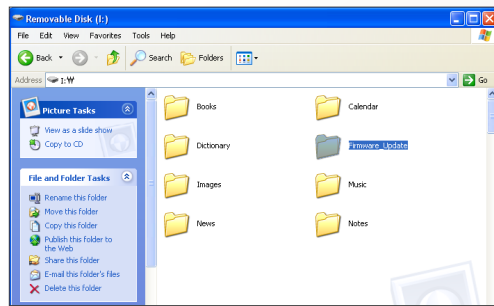 Removable Disk (I:)
File Edit View Favorites Tools Help
Back Search Folders
Address I:₩ Go
Picture Tasks
View as a slide show
Copy to CD
File and Folder Tasks
Rename this folder
Move this folder
Copy this folder
Publish this folder to
the Web
Share this folder
E-mail this folder's files
Delete this folder
Books Calendar
Dictionary Firmware_Update
Images Music
News Notes